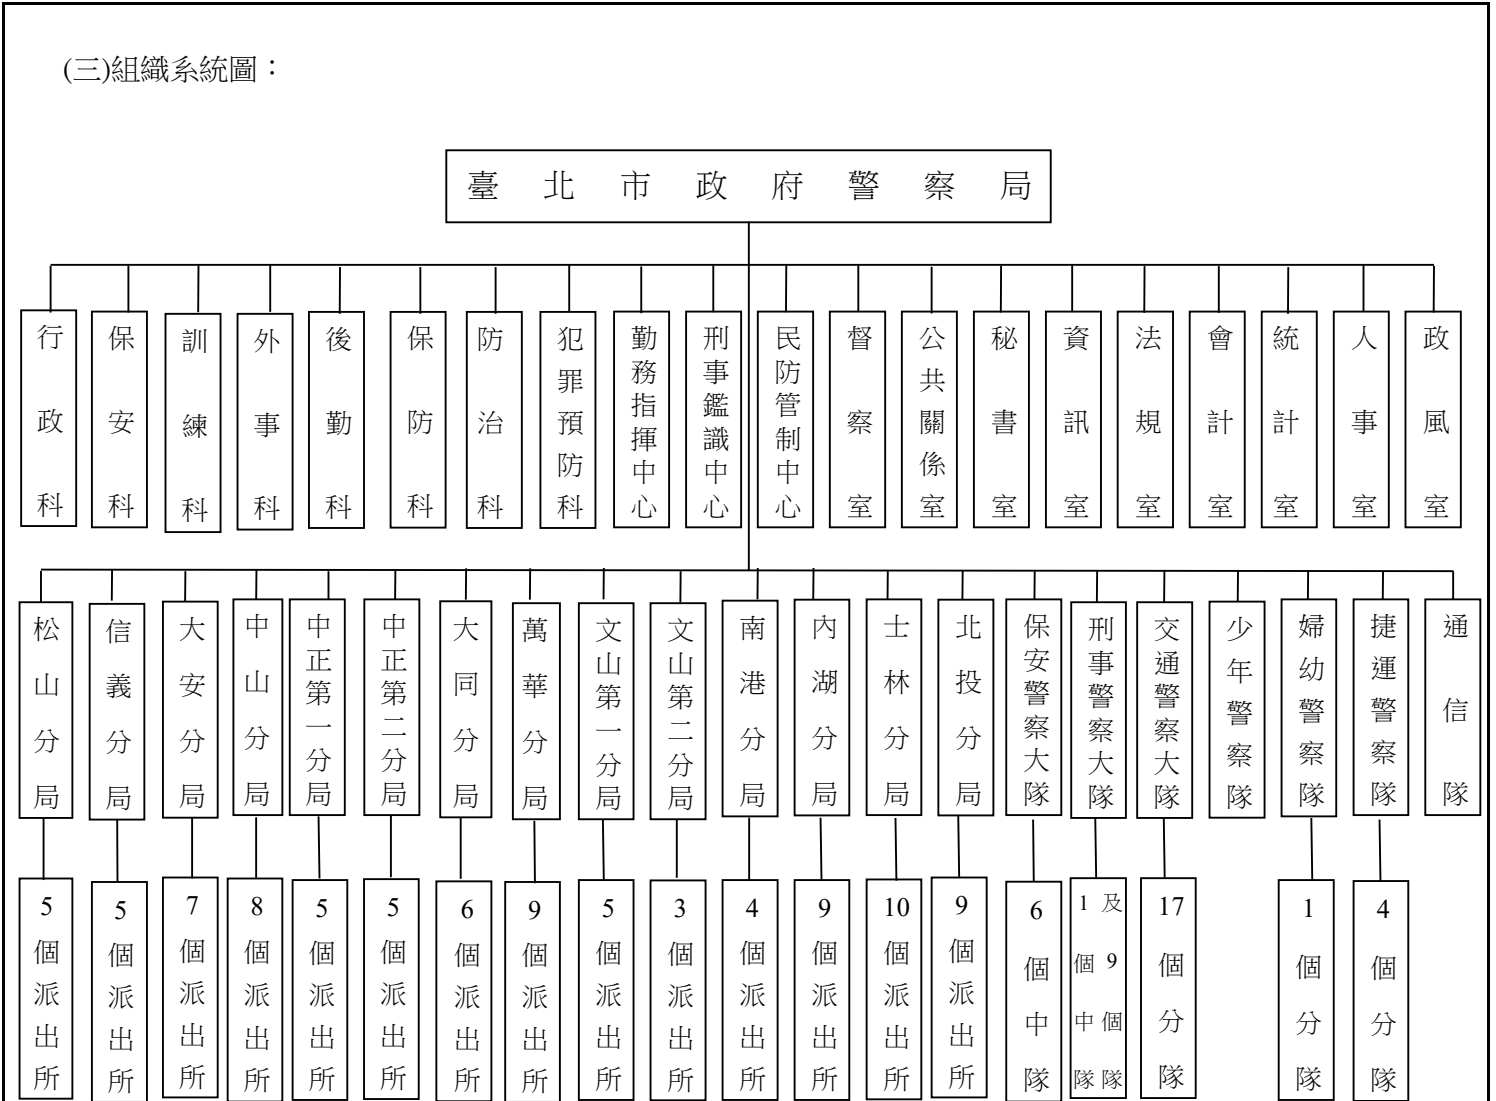 (三)組織系統圖：
臺北市政府警察局
行政科
保安科
訓練科
外事科
後勤科
保防科
防治科
犯罪預防科
勤務指揮中心
刑事鑑識中心
民防管制中心
督察室
公共關係室
秘書室
資訊室
法規室
會計室
統計室
人事室
政風室
松山分局
信義分局
大安分局
中山分局
中正第一分局
中正第二分局
大同分局
萬華分局
文山第一分局
文山第二分局
南港分局
內湖分局
士林分局
北投分局
保安警察大隊
刑事警察大隊
交通警察大隊
少年警察隊
婦幼警察隊
捷運警察隊
通信隊
5個派出所
5個派出所
7個派出所
8個派出所
5個派出所
5個派出所
6個派出所
9個派出所
5個派出所
3個派出所
4個派出所
9個派出所
10個派出所
9個派出所
6個中隊
及9個隊
1個中隊
17個分隊
1個分隊
4個分隊